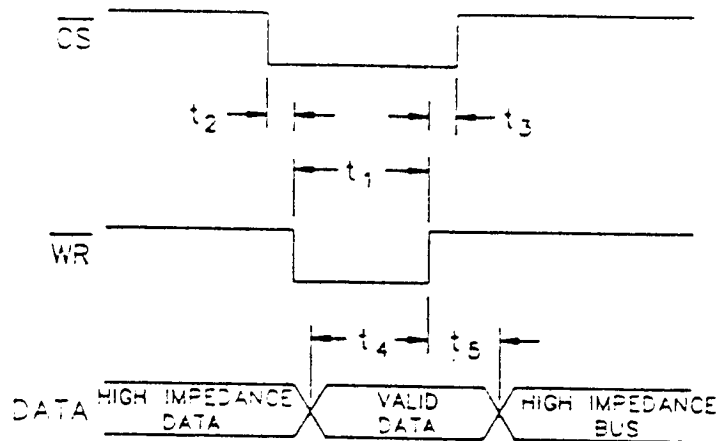 CS
t2
t3
t1
WR
t4
t5
DATA
HIGH IMPEDANCE
DATA
VALID
DATA
HIGH IMPEDANCE
BUS